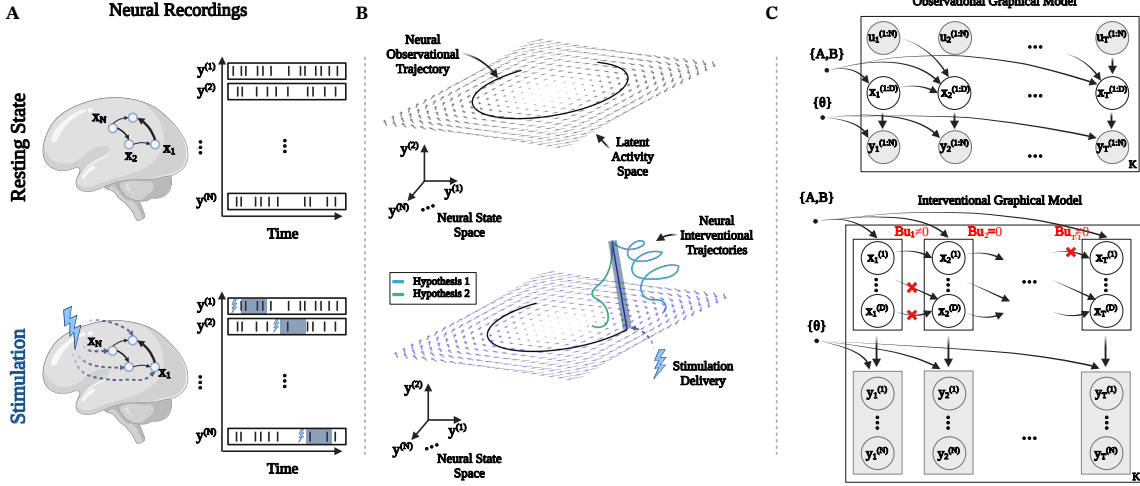 A
Neural Recordings
Resting State
x_N
x_2
x_1
y^(1)
y^(2)
y^(N)
Time
Stimulation
x_N
x_1
y^(1)
y^(2)
y^(N)
Time
B
Neural
Observational
Trajectory
Latent
Activity
Space
y^(2)
y^(1)
y^(N)
Neural State
Space
Neural
Interventional
Trajectories
Hypothesis 1
Hypothesis 2
Stimulation
Delivery
y^(2)
y^(1)
y^(N)
Neural State
Space
C
Observational Graphical Model
{A,B}
{θ}
u_1^(1:N)
u_2^(1:N)
u_T^(1:N)
x_1^(1:D)
x_2^(1:D)
x_T^(1:D)
y_1^(1:N)
y_2^(1:N)
y_T^(1:N)
K
Interventional Graphical Model
{A,B}
Bu_1≠0
Bu_2=0
Bu_T-1≠0
x_1^(1)
x_2^(1)
x_T^(1)
x_1^(D)
x_2^(D)
x_T^(D)
{θ}
y_1^(1)
y_2^(1)
y_T^(1)
y_1^(N)
y_2^(N)
y_T^(N)
K